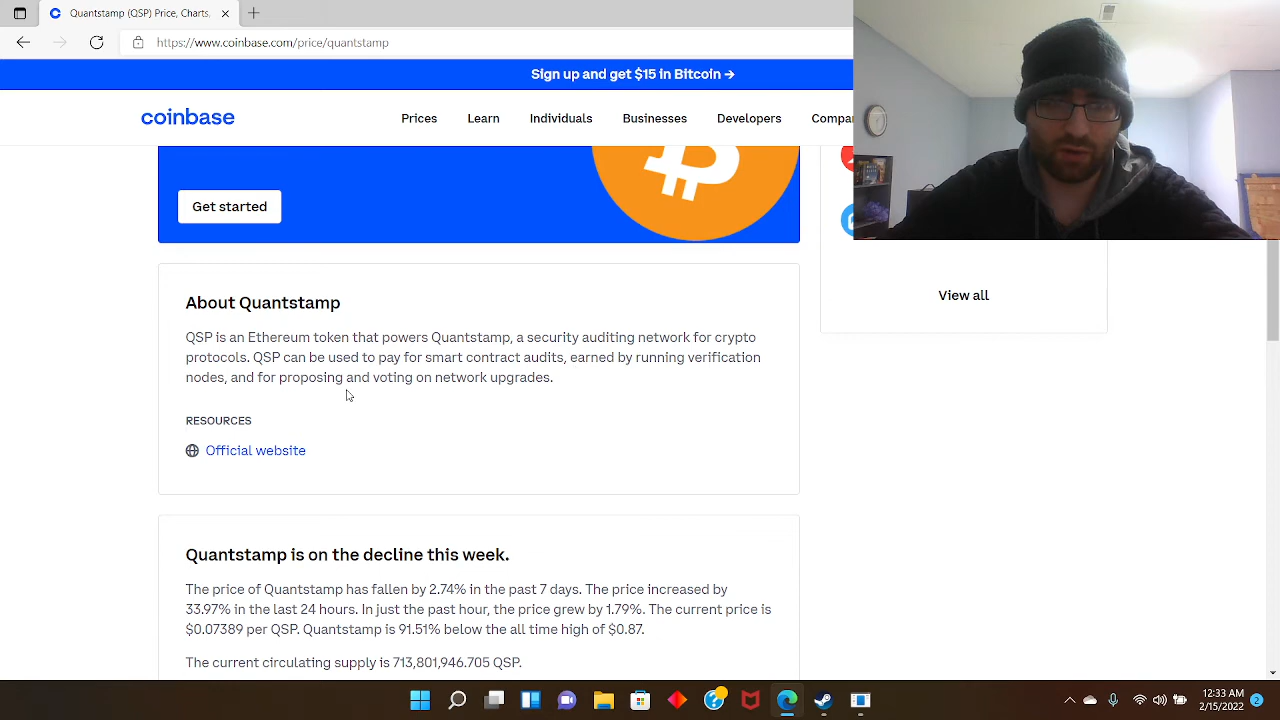 Quantstamp (QSP) Price, Charts,
https://www.coinbase.com/price/quantstamp
Sign up and get $15 in Bitcoin →
coinbase
Prices
Learn
Individuals
Businesses
Developers
Compa
Get started
View all
About Quantstamp
QSP is an Ethereum token that powers Quantstamp, a security auditing network for crypto
protocols. QSP can be used to pay for smart contract audits, earned by running verification
nodes, and for proposing and voting on network upgrades.
RESOURCES
Official website
Quantstamp is on the decline this week.
The price of Quantstamp has fallen by 2.74% in the past 7 days. The price increased by
33.97% in the last 24 hours. In just the past hour, the price grew by 1.79%. The current price is
$0.07389 per QSP. Quantstamp is 91.51% below the all time high of $0.87.
The current circulating supply is 713,801,946.705 QSP.
12:33 AM
2/15/2022
2